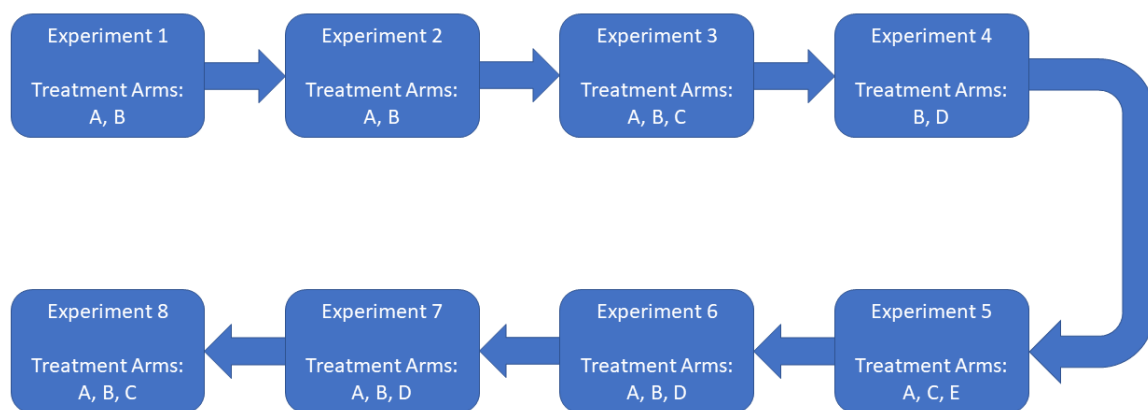 Experiment 1
Treatment Arms:
A, B
Experiment 2
Treatment Arms:
A, B
Experiment 3
Treatment Arms:
A, B, C
Experiment 4
Treatment Arms:
B, D
Experiment 5
Treatment Arms:
A, C, E
Experiment 6
Treatment Arms:
A, B, D
Experiment 7
Treatment Arms:
A, B, D
Experiment 8
Treatment Arms:
A, B, C